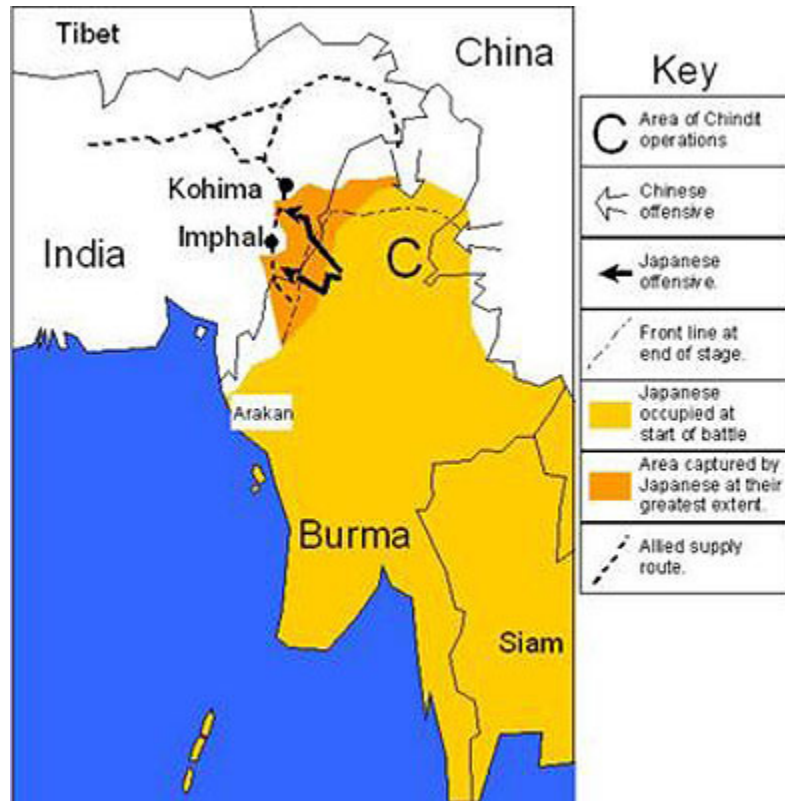 Tibet
China
Kohima
Imphal
India
C
Arakan
Burma
Siam
Key
C
Area of Chindit
operations
Chinese
offensive
Japanese
offensive.
Front line at
end of stage.
Japanese
occupied at
start of battle
Area captured by
Japanese at their
greatest extent.
Allied supply
route.